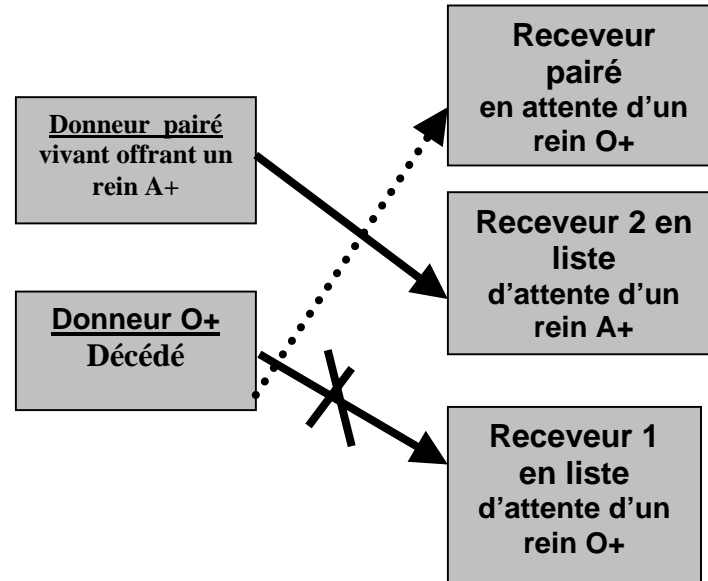 Donneur pairé
vivant offrant un
rein A+
Donneur O+
Décédé
Receveur
pairé
en attente d'un
rein O+
Receveur 2 en
liste
d'attente d'un
rein A+
Receveur 1
en liste
d'attente d'un
rein O+